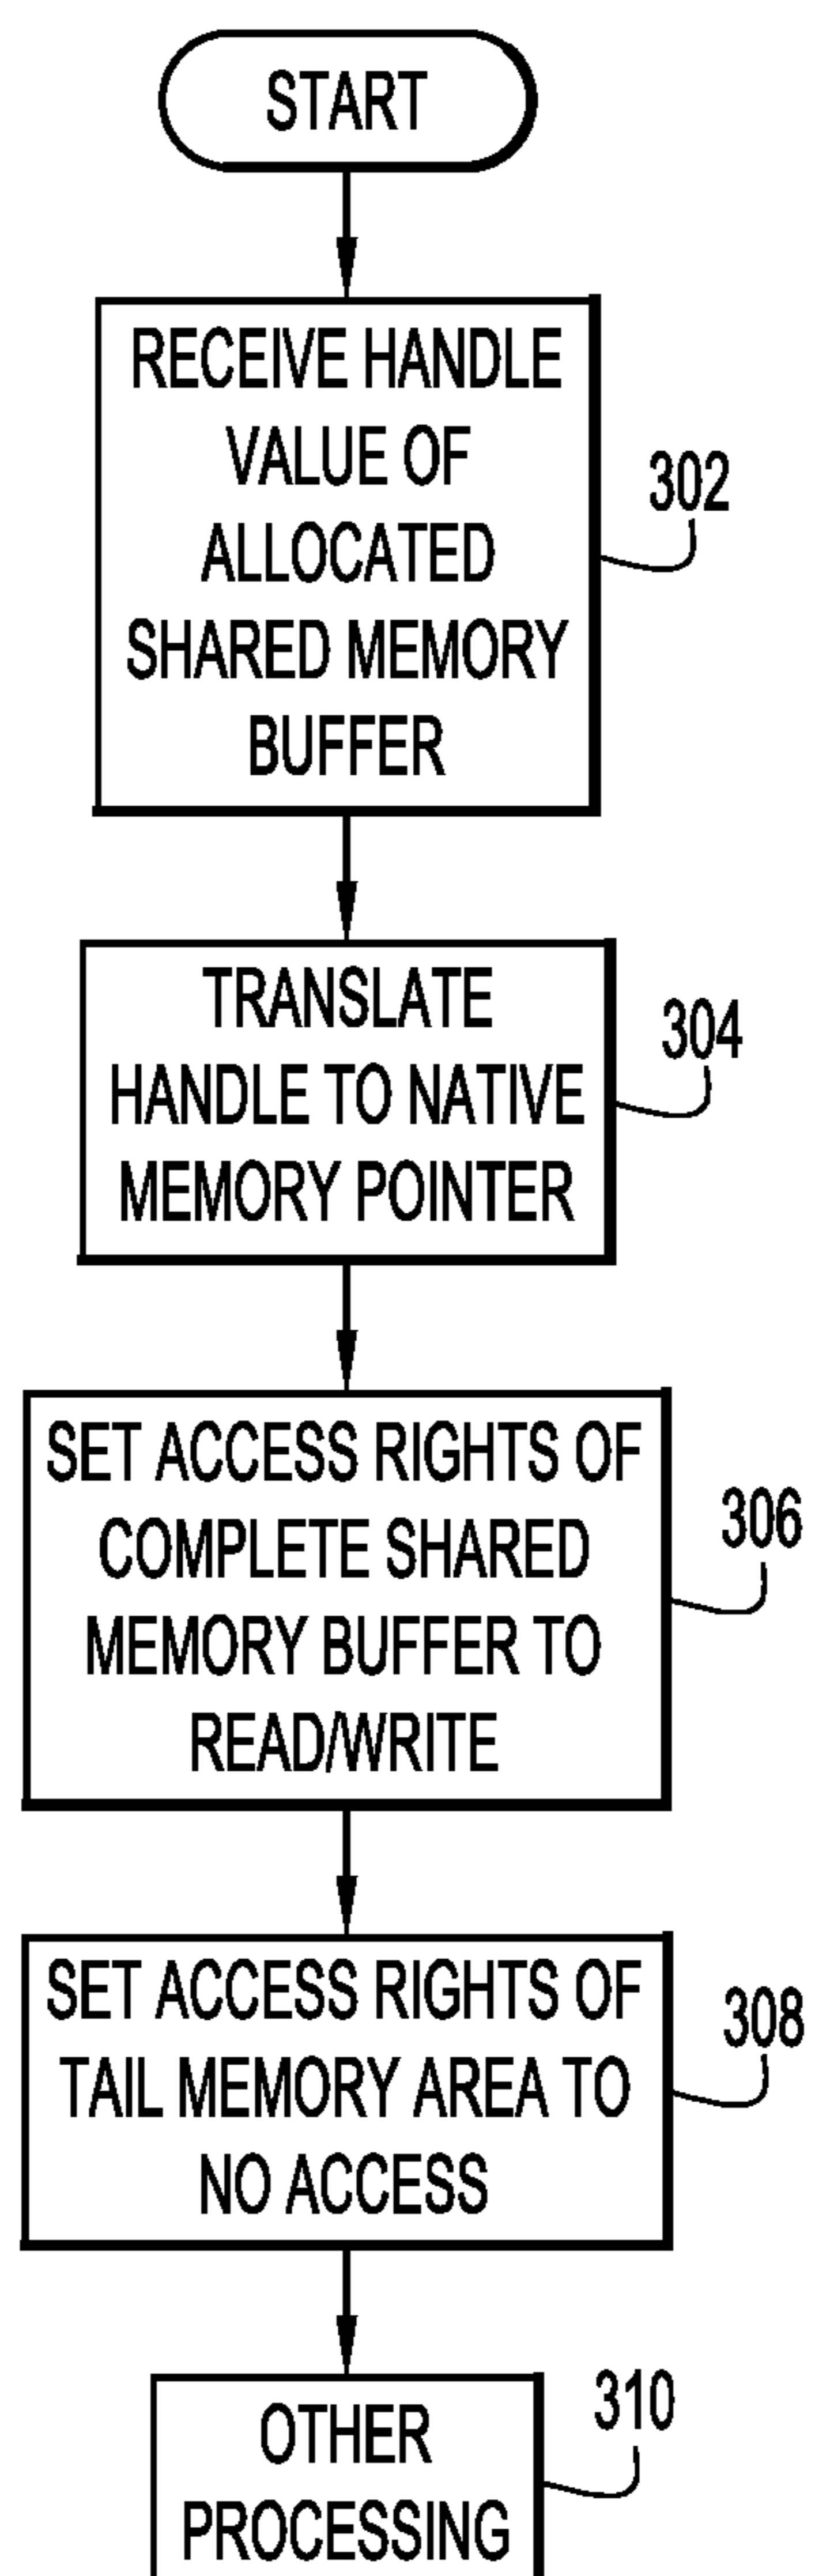 START
RECEIVE HANDLE
VALUE OF
ALLOCATED
SHARED MEMORY
BUFFER
302
TRANSLATE
HANDLE TO NATIVE
MEMORY POINTER
304
SET ACCESS RIGHTS OF
COMPLETE SHARED
MEMORY BUFFER TO
READ/WRITE
306
SET ACCESS RIGHTS OF
TAIL MEMORY AREA TO
NO ACCESS
308
OTHER
PROCESSING
310